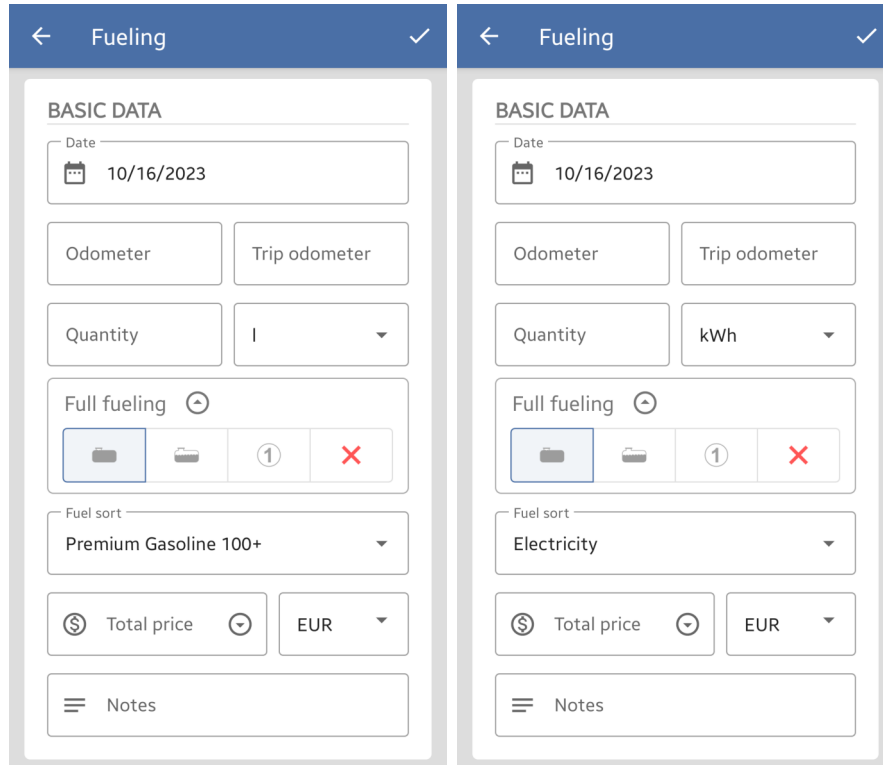 Fueling
BASIC DATA
Date
10/16/2023
Odometer
Trip odometer
Quantity
l
Full fueling
1
Fuel sort
Premium Gasoline 100+
$
Total price
EUR
Notes
Fueling
BASIC DATA
Date
10/16/2023
Odometer
Trip odometer
Quantity
kWh
Full fueling
1
Fuel sort
Electricity
$
Total price
EUR
Notes